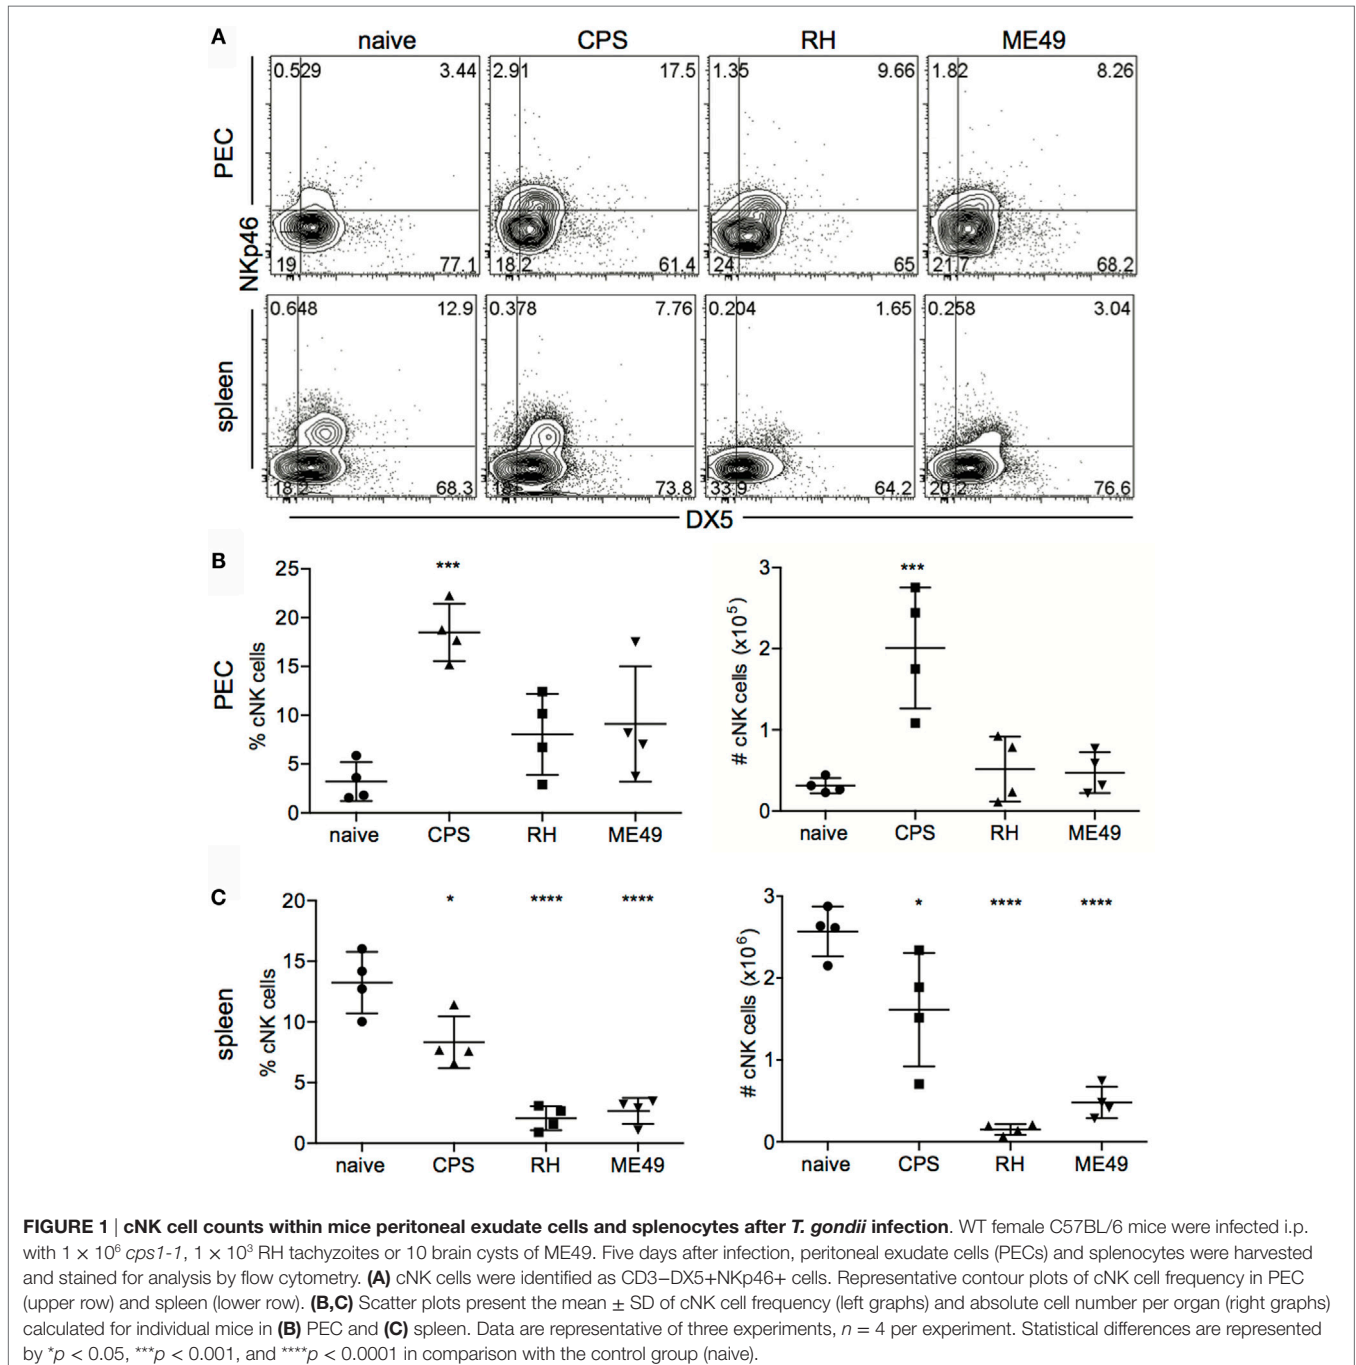 A
naive CPS RH ME49
0.529 3.44 2.91 17.5 1.35 9.66 1.82 8.26
PEC
NKp46
19 77.1 18.2 61.4 24 65 21.7 68.2
0.648 12.9 0.378 7.76 0.204 1.65 0.258 3.04
spleen
18.2 68.3 18 73.8 33.9 64.2 20.2 76.6
DX5
B
PEC
% cNK cells
25
20
15
10
5
0
***
naive CPS RH ME49
# cNK cells (x10⁵)
3
2
1
0
***
naive CPS RH ME49
C
spleen
% cNK cells
20
15
10
5
0
* **** ****
naive CPS RH ME49
# cNK cells (x10⁶)
3
2
1
0
* **** ****
naive CPS RH ME49
FIGURE 1 | cNK cell counts within mice peritoneal exudate cells and splenocytes after T. gondii infection. WT female C57BL/6 mice were infected i.p.
with 1 × 10⁶ cps1-1, 1 × 10³ RH tachyzoites or 10 brain cysts of ME49. Five days after infection, peritoneal exudate cells (PECs) and splenocytes were harvested
and stained for analysis by flow cytometry. (A) cNK cells were identified as CD3−DX5+NKp46+ cells. Representative contour plots of cNK cell frequency in PEC
(upper row) and spleen (lower row). (B,C) Scatter plots present the mean ± SD of cNK cell frequency (left graphs) and absolute cell number per organ (right graphs)
calculated for individual mice in (B) PEC and (C) spleen. Data are representative of three experiments, n = 4 per experiment. Statistical differences are represented
by *p < 0.05, ***p < 0.001, and ****p < 0.0001 in comparison with the control group (naive).